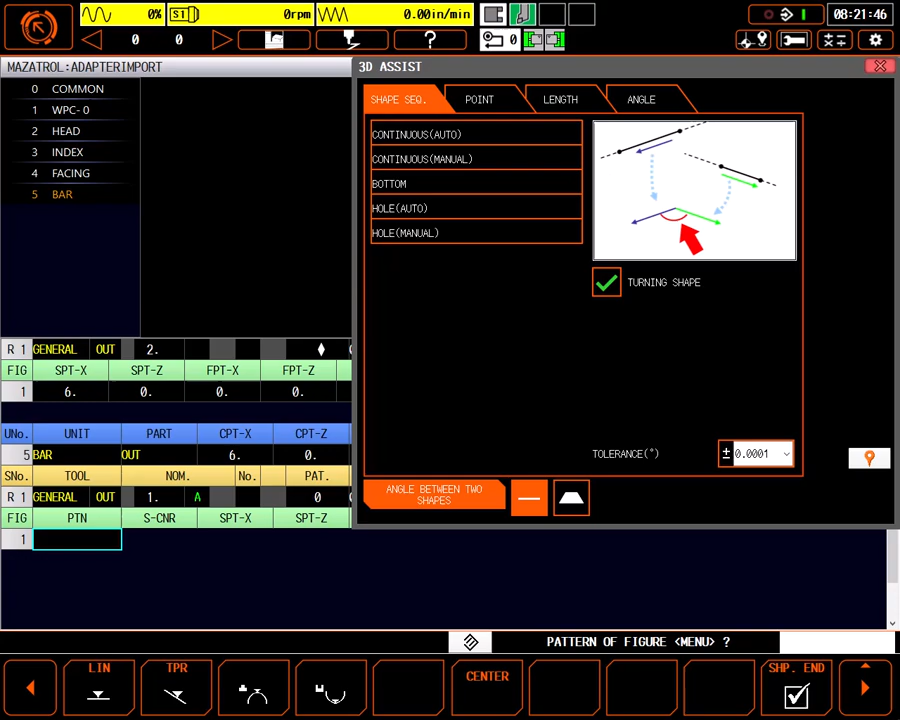 0%
S1
0rpm
0.00in/min
08:21:46
0
0
?
0
MAZATROL:ADAPTERIMPORT
3D ASSIST
0 COMMON
1 WPC- 0
2 HEAD
3 INDEX
4 FACING
5 BAR
SHAPE SEQ.
POINT
LENGTH
ANGLE
CONTINUOUS(AUTO)
CONTINUOUS(MANUAL)
BOTTOM
HOLE(AUTO)
HOLE(MANUAL)
TURNING SHAPE
TOLERANCE(°)
± 0.0001
ANGLE BETWEEN TWO
SHAPES
R 1 GENERAL OUT 2. ♦
FIG SPT-X SPT-Z FPT-X FPT-Z
1 6. 0. 0. 0.
UNo. UNIT PART CPT-X CPT-Z
5 BAR OUT 6. 0.
SNo. TOOL NOM. No. PAT.
R 1 GENERAL OUT 1. A 0
FIG PTN S-CNR SPT-X SPT-Z
1
PATTERN OF FIGURE <MENU> ?
LIN
TPR
CENTER
SHP. END